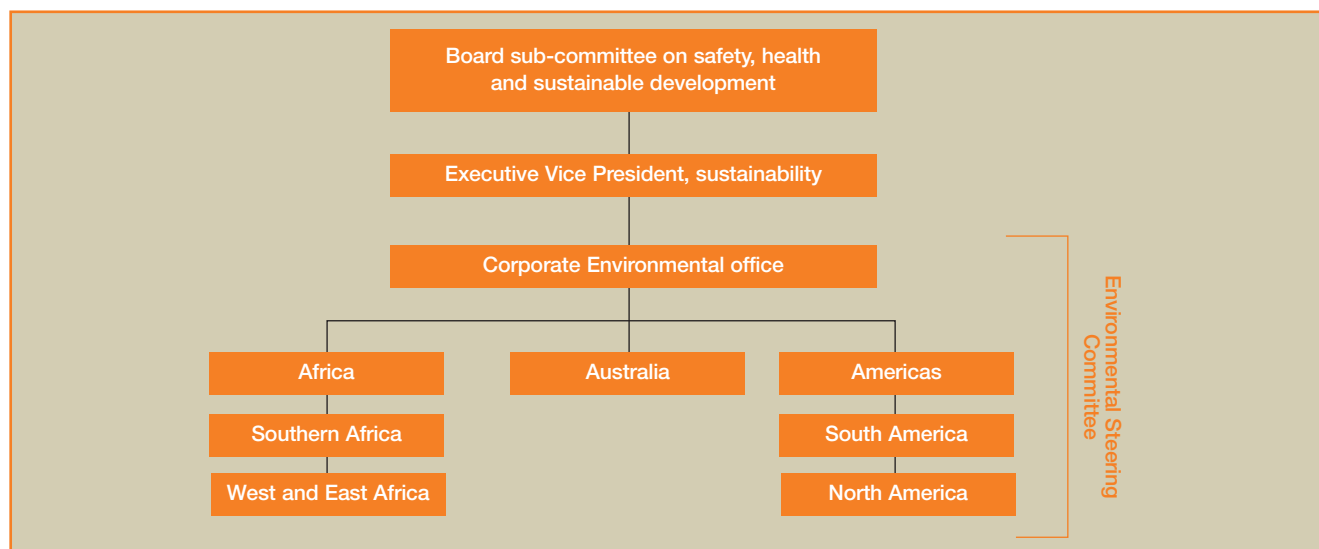 Board sub-committee on safety, health
and sustainable development
Executive Vice President, sustainability
Corporate Environmental office
Africa
Australia
Americas
Southern Africa
South America
West and East Africa
North America
Environmental Steering
Committee